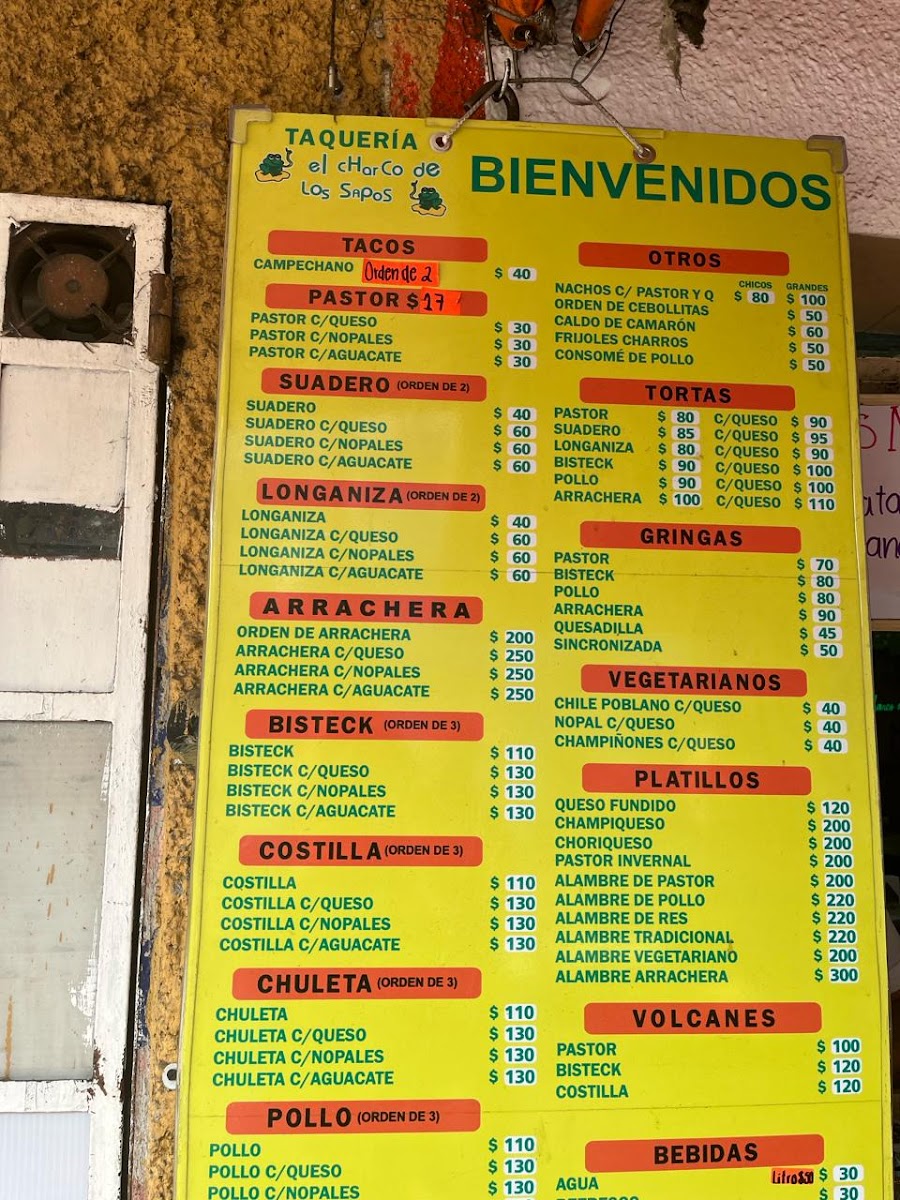 TAQUERÍA
el cHarCo de
Los SaPos
BIENVENIDOS
TACOS
CAMPECHANO Orden de 2 $ 40
PASTOR $ 17
PASTOR C/QUESO $ 30
PASTOR C/NOPALES $ 30
PASTOR C/AGUACATE $ 30
SUADERO (ORDEN DE 2)
SUADERO $ 40
SUADERO C/QUESO $ 60
SUADERO C/NOPALES $ 60
SUADERO C/AGUACATE $ 60
LONGANIZA (ORDEN DE 2)
LONGANIZA $ 40
LONGANIZA C/QUESO $ 60
LONGANIZA C/NOPALES $ 60
LONGANIZA C/AGUACATE $ 60
ARRACHERA
ORDEN DE ARRACHERA $ 200
ARRACHERA C/QUESO $ 250
ARRACHERA C/NOPALES $ 250
ARRACHERA C/AGUACATE $ 250
BISTECK (ORDEN DE 3)
BISTECK $ 110
BISTECK C/QUESO $ 130
BISTECK C/NOPALES $ 130
BISTECK C/AGUACATE $ 130
COSTILLA (ORDEN DE 3)
COSTILLA $ 110
COSTILLA C/QUESO $ 130
COSTILLA C/NOPALES $ 130
COSTILLA C/AGUACATE $ 130
CHULETA (ORDEN DE 3)
CHULETA $ 110
CHULETA C/QUESO $ 130
CHULETA C/NOPALES $ 130
CHULETA C/AGUACATE $ 130
POLLO (ORDEN DE 3)
POLLO $ 110
POLLO C/QUESO $ 130
POLLO C/NOPALES $ 130
OTROS
CHICOS GRANDES
NACHOS C/ PASTOR Y Q $ 80 $ 100
ORDEN DE CEBOLLITAS $ 50
CALDO DE CAMARÓN $ 60
FRIJOLES CHARROS $ 50
CONSOMÉ DE POLLO $ 50
TORTAS
PASTOR $ 80 C/QUESO $ 90
SUADERO $ 85 C/QUESO $ 95
LONGANIZA $ 80 C/QUESO $ 90
BISTECK $ 90 C/QUESO $ 100
POLLO $ 90 C/QUESO $ 100
ARRACHERA $ 100 C/QUESO $ 110
GRINGAS
PASTOR $ 70
BISTECK $ 80
POLLO $ 80
ARRACHERA $ 90
QUESADILLA $ 45
SINCRONIZADA $ 50
VEGETARIANOS
CHILE POBLANO C/QUESO $ 40
NOPAL C/QUESO $ 40
CHAMPIÑONES C/QUESO $ 40
PLATILLOS
QUESO FUNDIDO $ 120
CHAMPIQUESO $ 200
CHORIQUESO $ 200
PASTOR INVERNAL $ 200
ALAMBRE DE PASTOR $ 200
ALAMBRE DE POLLO $ 220
ALAMBRE DE RES $ 220
ALAMBRE TRADICIONAL $ 220
ALAMBRE VEGETARIANO $ 200
ALAMBRE ARRACHERA $ 300
VOLCANES
PASTOR $ 100
BISTECK $ 120
COSTILLA $ 120
BEBIDAS
AGUA Litro $50 $ 30
$ 30